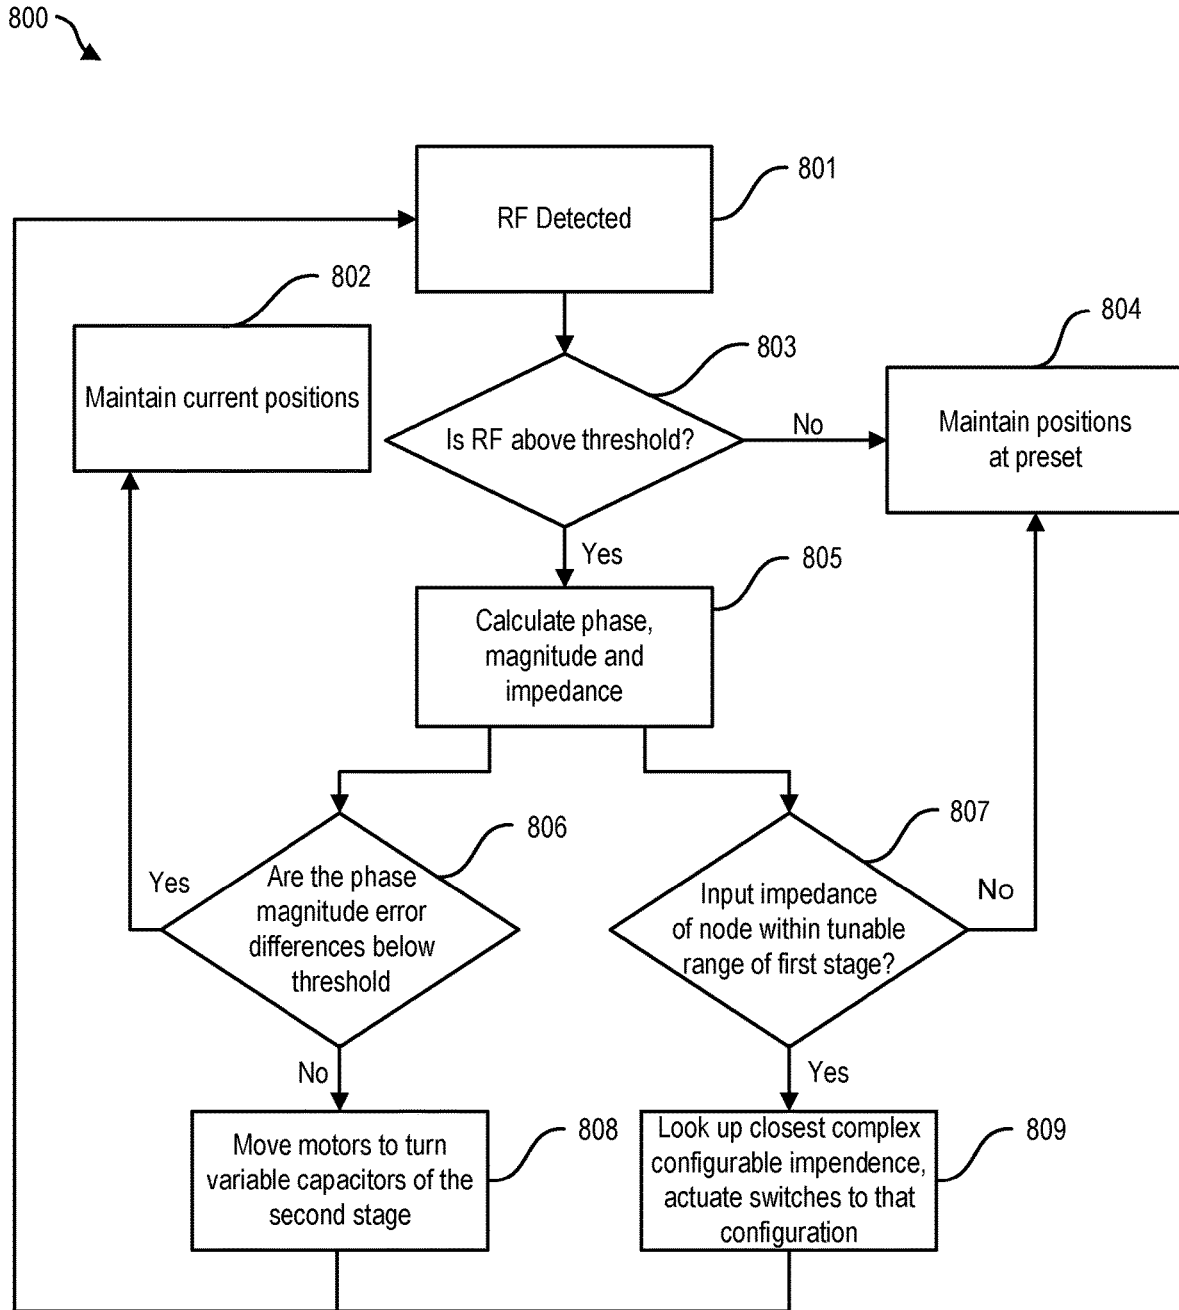 800
801
RF Detected
802
Maintain current positions
803
Is RF above threshold?
No
804
Maintain positions
at preset
Yes
805
Calculate phase,
magnitude and
impedance
806
Yes
Are the phase
magnitude error
differences below
threshold
807
Input impedance
of node within tunable
range of first stage?
No
No
Yes
Move motors to turn
variable capacitors of the
second stage
808
Look up closest complex
configurable impendence,
actuate switches to that
configuration
809